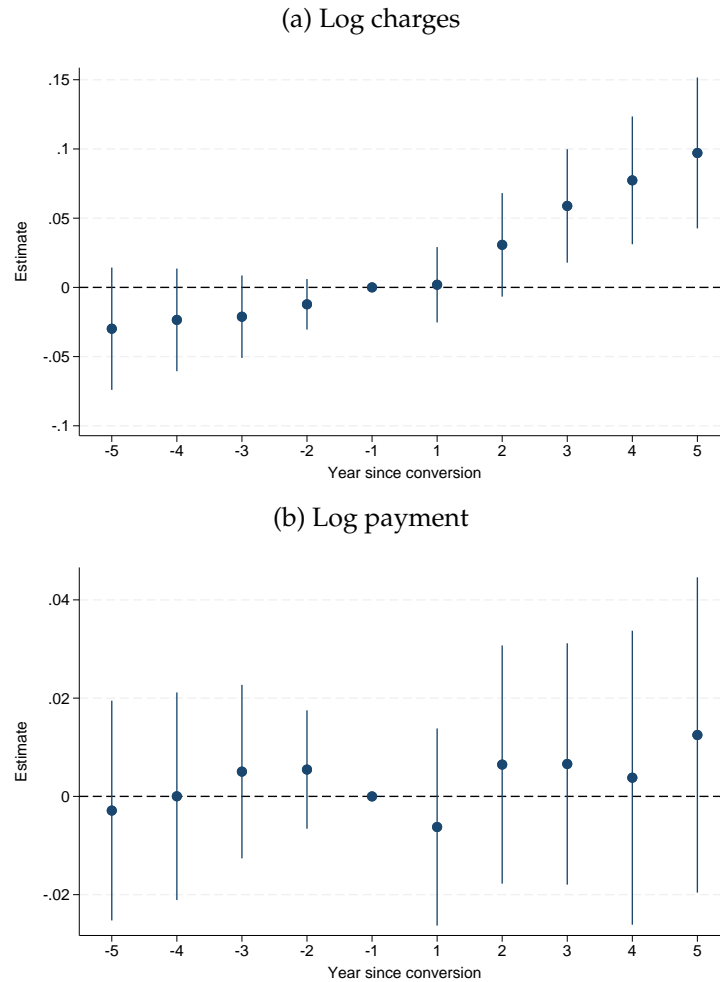 (a) Log charges
.15
.1
.05
0
-.05
-.1
Estimate
-5 -4 -3 -2 -1 1 2 3 4 5
Year since conversion
(b) Log payment
.04
.02
0
-.02
Estimate
-5 -4 -3 -2 -1 1 2 3 4 5
Year since conversion